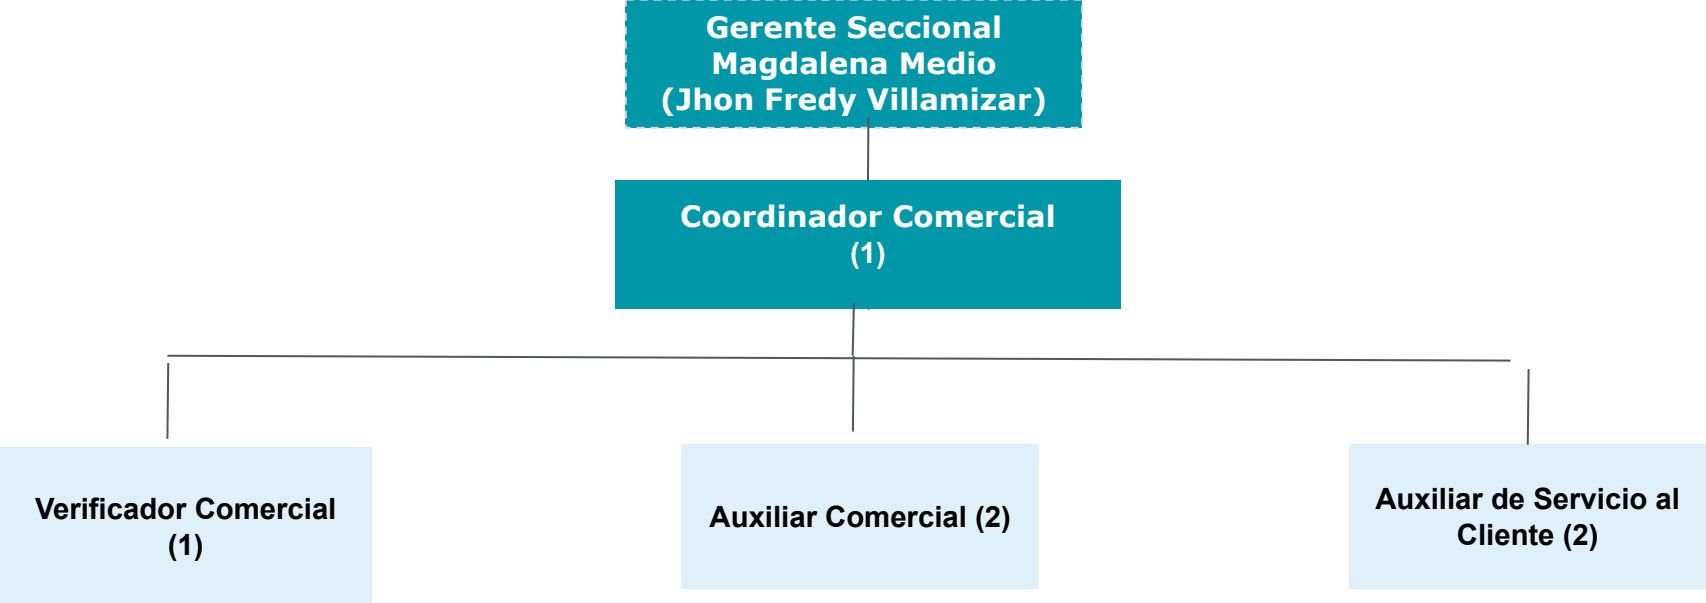 Gerente Seccional
Magdalena Medio
(Jhon Fredy Villamizar)
Coordinador Comercial
(1)
Verificador Comercial
(1)
Auxiliar Comercial (2)
Auxiliar de Servicio al
Cliente (2)